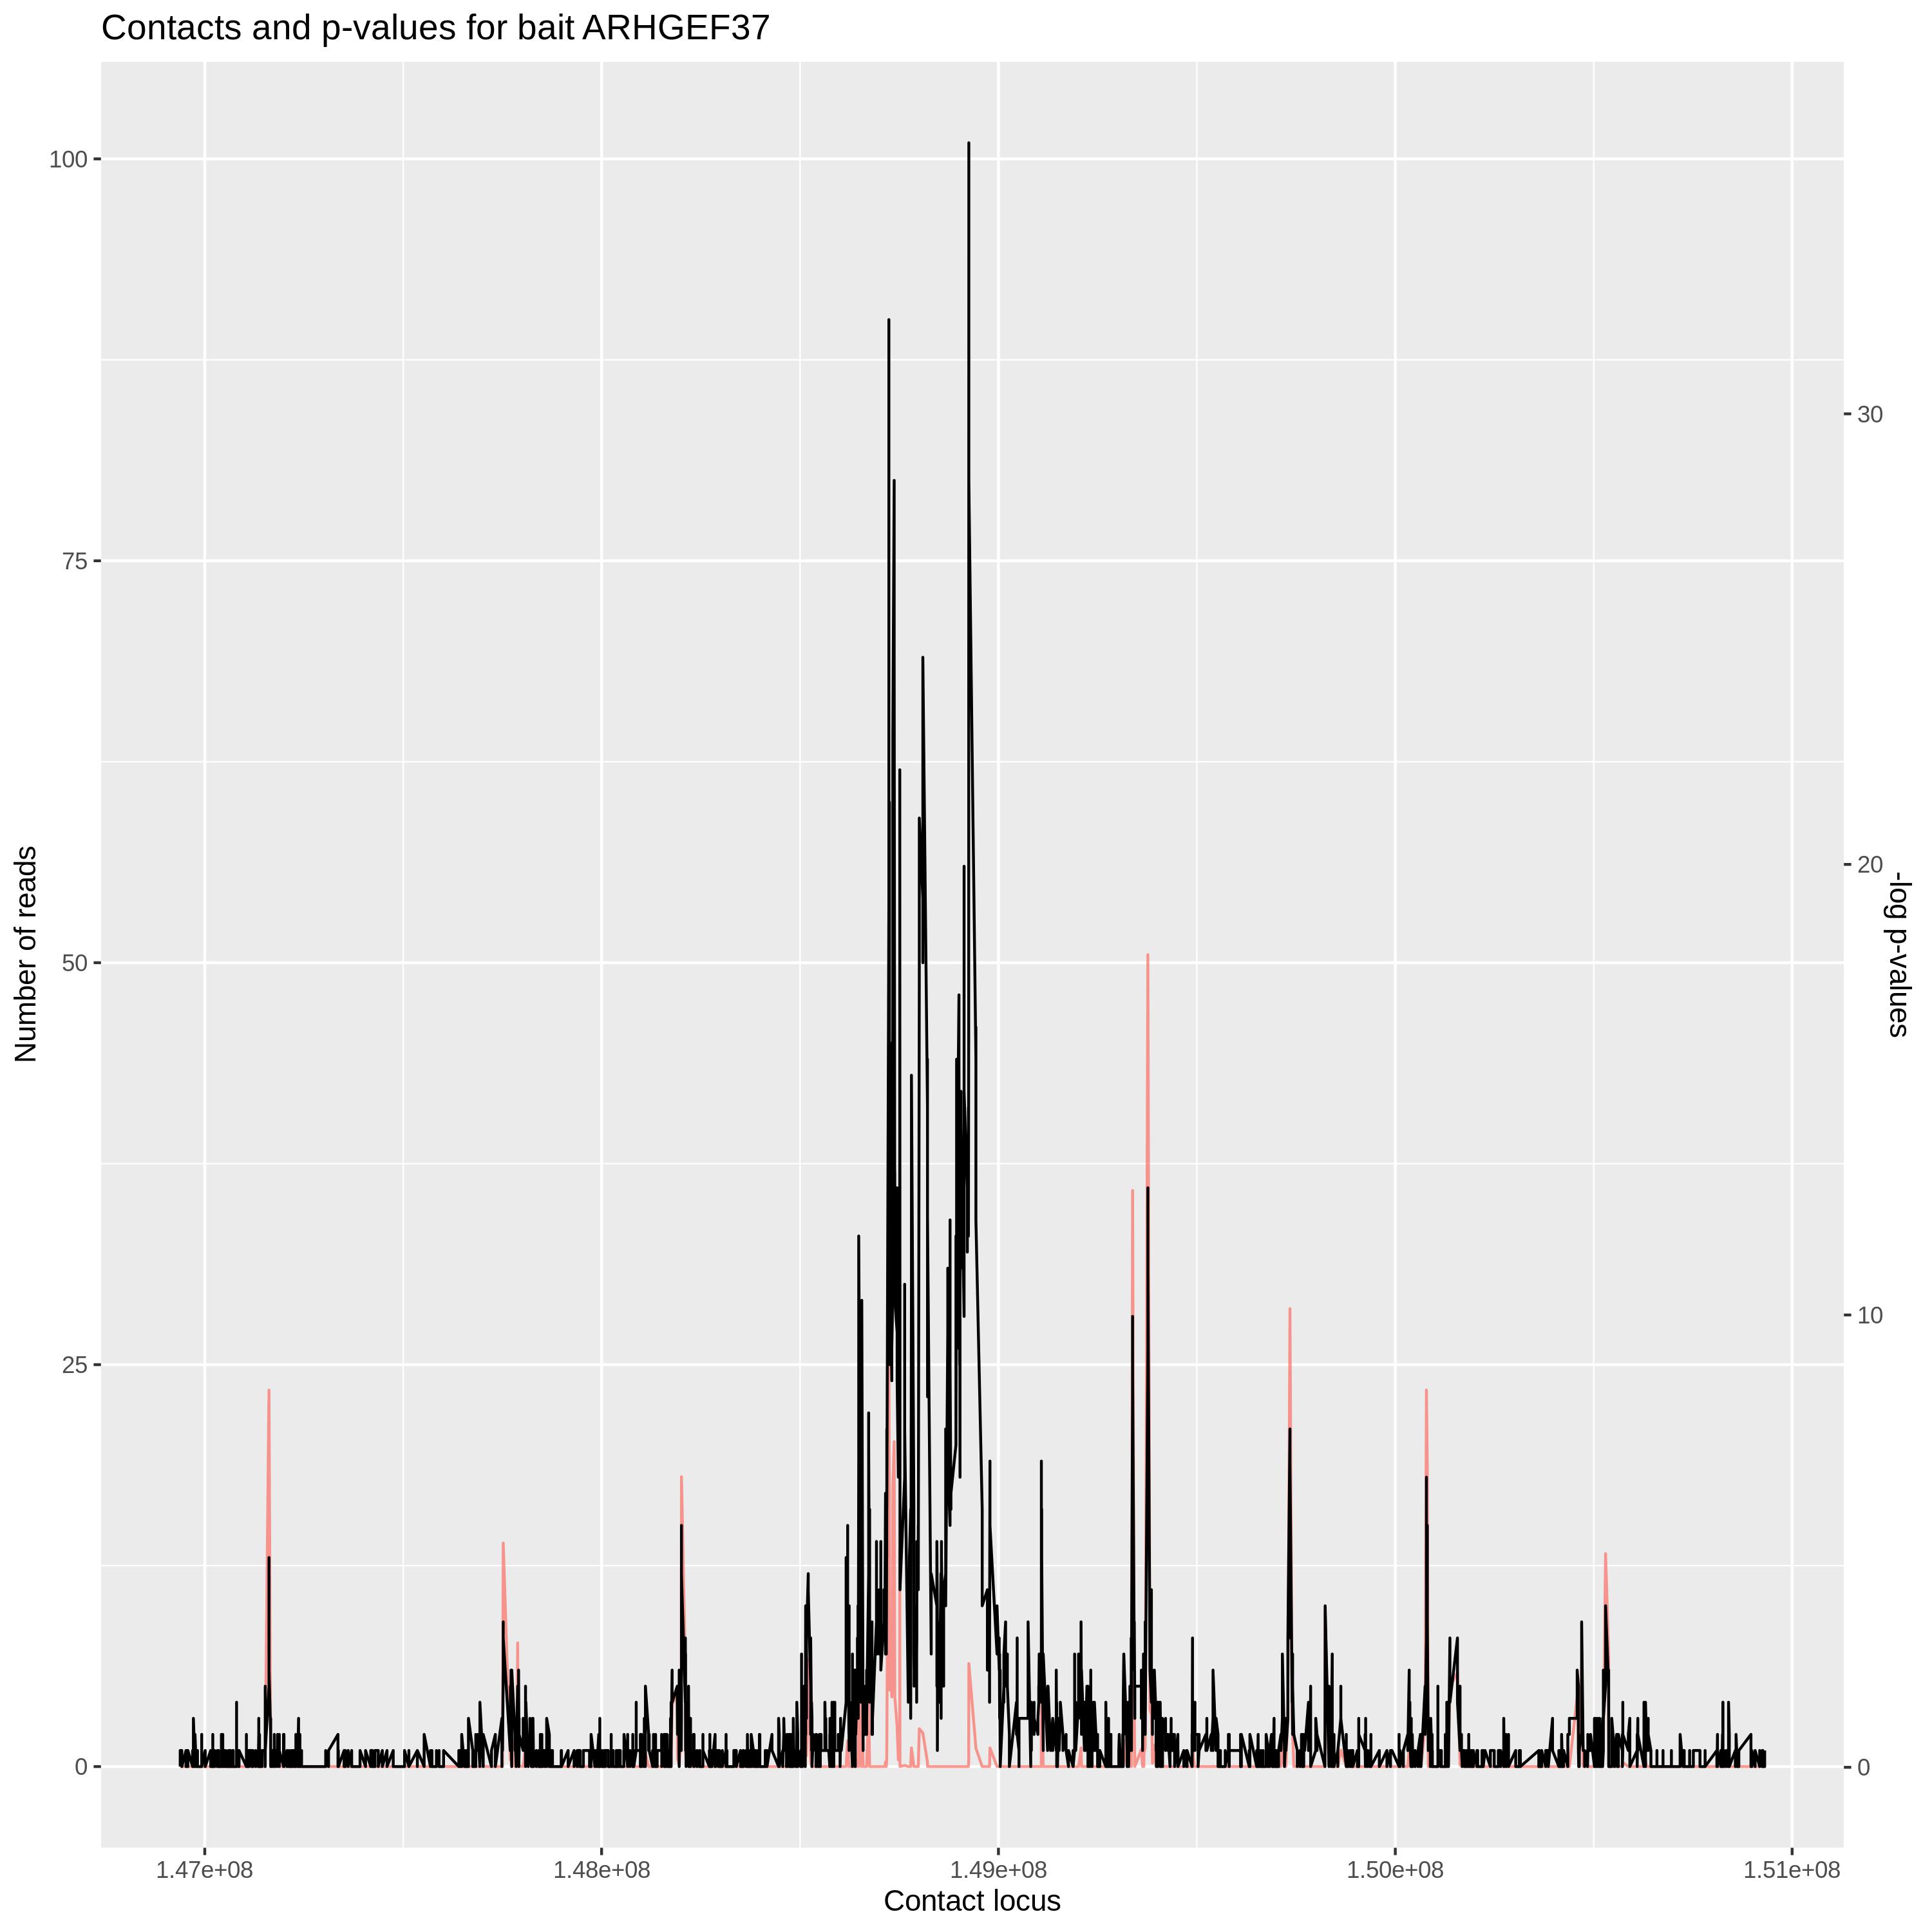 Contacts and p-values for bait ARHGEF37
100
75
50
25
0
30
20
10
0
Number of reads
-log p-values
1.47e+08
1.48e+08
1.49e+08
1.50e+08
1.51e+08
Contact locus